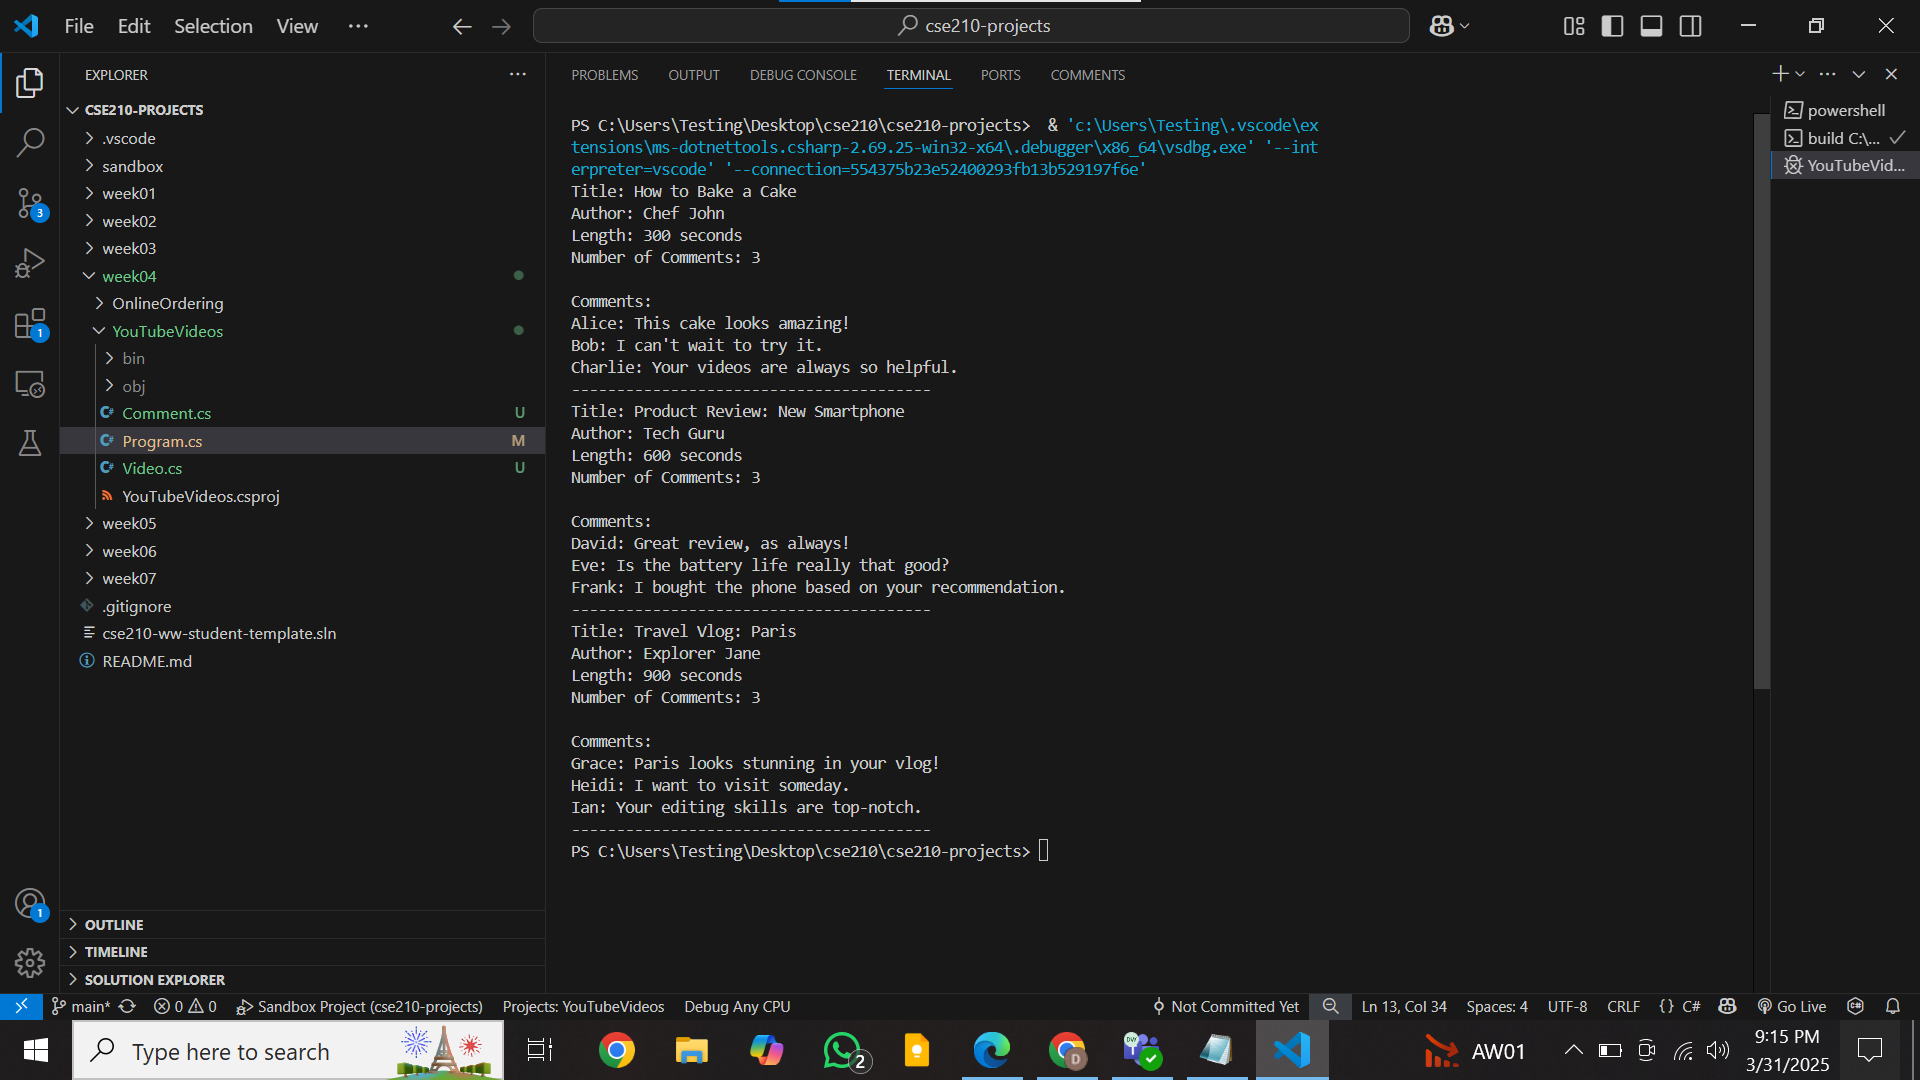 File Edit Selection View ···
cse210-projects
EXPLORER
CSE210-PROJECTS
.vscode
sandbox
week01
week02
week03
week04
OnlineOrdering
YouTubeVideos
bin
obj
Comment.cs U
Program.cs M
Video.cs U
YouTubeVideos.csproj
week05
week06
week07
.gitignore
cse210-ww-student-template.sln
README.md
OUTLINE
TIMELINE
SOLUTION EXPLORER
3
1
1
PROBLEMS OUTPUT DEBUG CONSOLE TERMINAL PORTS COMMENTS
PS C:\Users\Testing\Desktop\cse210\cse210-projects>  & 'c:\Users\Testing\.vscode\ex
tensions\ms-dotnettools.csharp-2.69.25-win32-x64\.debugger\x86_64\vsdbg.exe' '--int
erpreter=vscode' '--connection=554375b23e52400293fb13b529197f6e'
Title: How to Bake a Cake
Author: Chef John
Length: 300 seconds
Number of Comments: 3
Comments:
Alice: This cake looks amazing!
Bob: I can't wait to try it.
Charlie: Your videos are always so helpful.
----------------------------------------
Title: Product Review: New Smartphone
Author: Tech Guru
Length: 600 seconds
Number of Comments: 3
Comments:
David: Great review, as always!
Eve: Is the battery life really that good?
Frank: I bought the phone based on your recommendation.
----------------------------------------
Title: Travel Vlog: Paris
Author: Explorer Jane
Length: 900 seconds
Number of Comments: 3
Comments:
Grace: Paris looks stunning in your vlog!
Heidi: I want to visit someday.
Ian: Your editing skills are top-notch.
----------------------------------------
PS C:\Users\Testing\Desktop\cse210\cse210-projects>
powershell
build C:\...
YouTubeVid...
main* 0 0 Sandbox Project (cse210-projects) Projects: YouTubeVideos Debug Any CPU Not Committed Yet Ln 13, Col 34 Spaces: 4 UTF-8 CRLF {} C# Go Live
Type here to search
2
D
DW
AW01
9:15 PM
3/31/2025